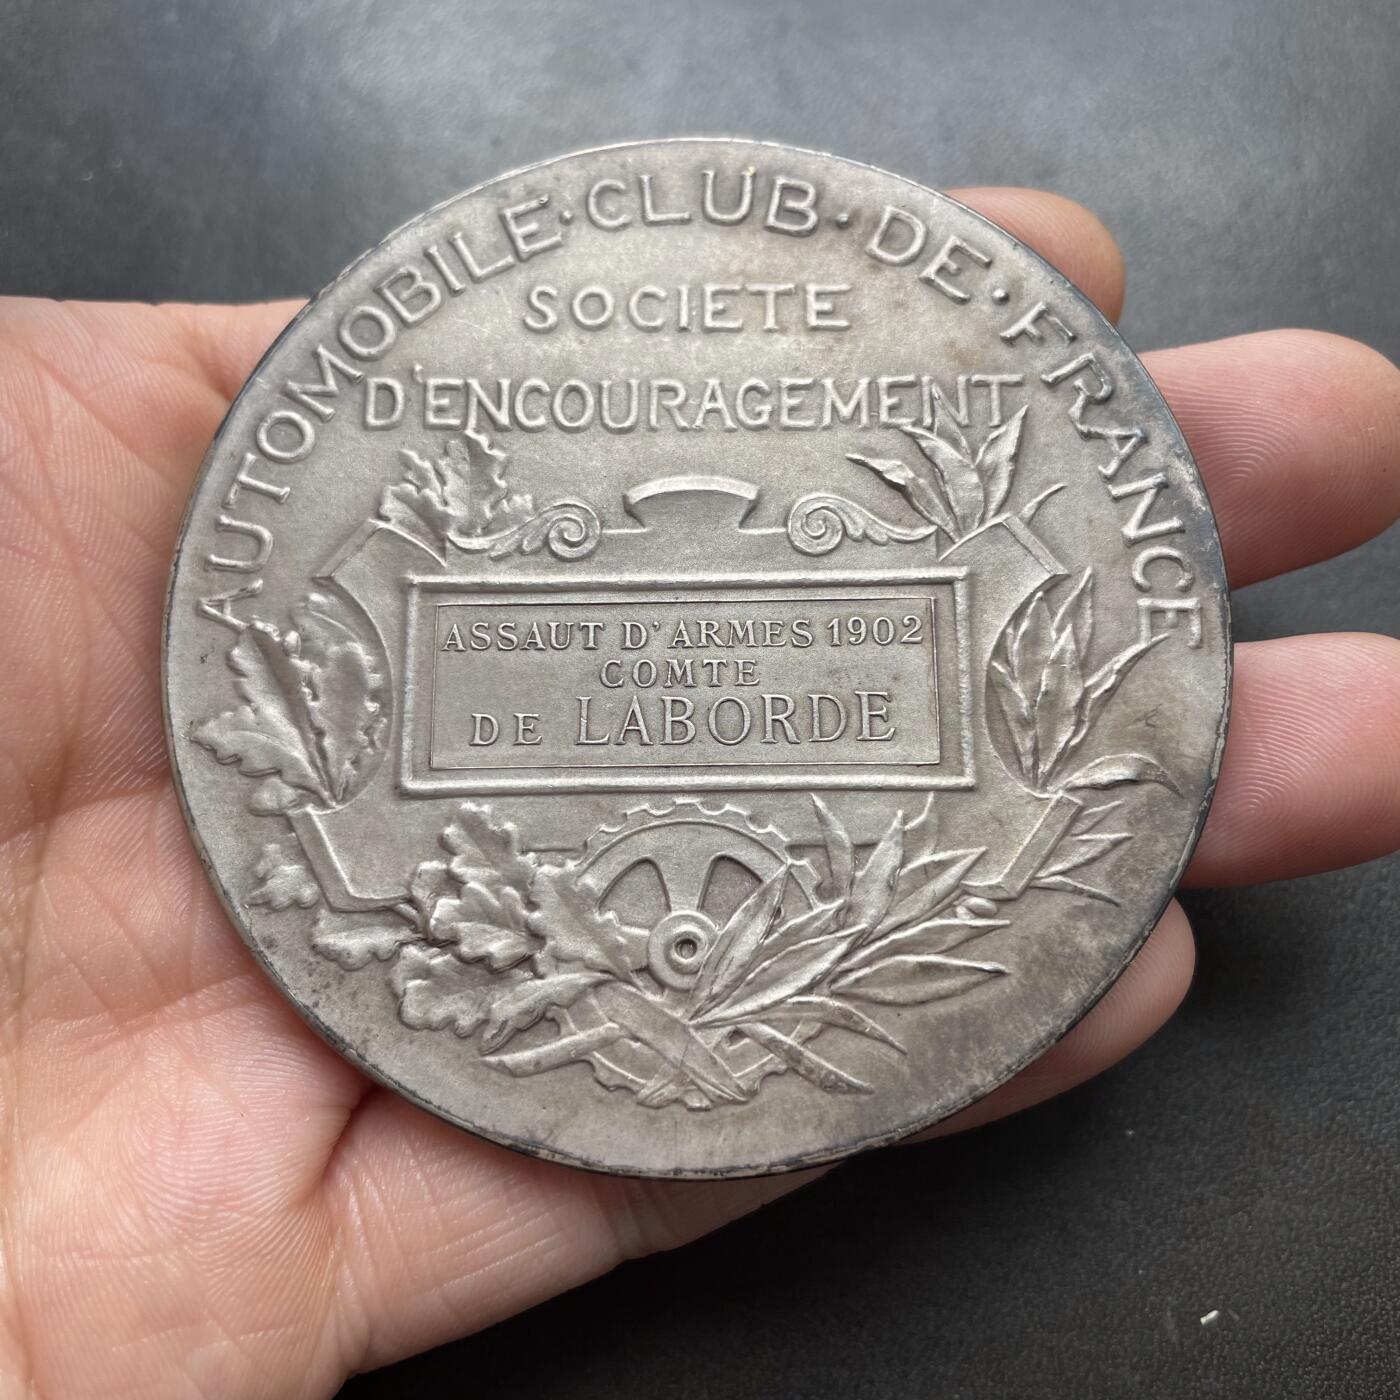 AUTOMOBILE·CLUB·DE·FRANCE
SOCIETE
D'ENCOURAGEMENT
ASSAUT D'ARMES 1902
COMTE
DE LABORDE